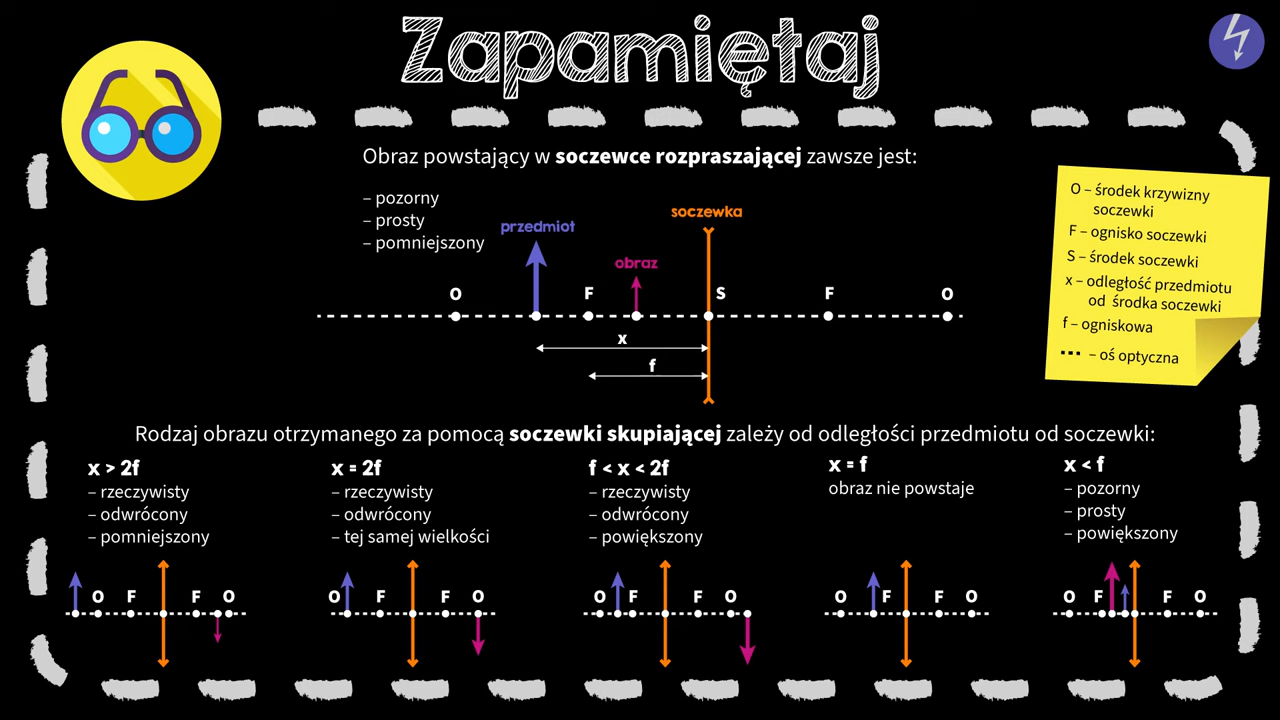 Zapamiętaj
Obraz powstający w soczewce rozpraszającej zawsze jest:
– pozorny
– prosty
– pomniejszony
przedmiot
soczewka
obraz
O F S F O
x
f
O – środek krzywizny
soczewki
F – ognisko soczewki
S – środek soczewki
x – odległość przedmiotu
od środka soczewki
f – ogniskowa
--- – oś optyczna
Rodzaj obrazu otrzymanego za pomocą soczewki skupiającej zależy od odległości przedmiotu od soczewki:
x > 2f
– rzeczywisty
– odwrócony
– pomniejszony
O F F O
x = 2f
– rzeczywisty
– odwrócony
– tej samej wielkości
O F F O
f < x < 2f
– rzeczywisty
– odwrócony
– powiększony
O F F O
x = f
obraz nie powstaje
O F F O
x < f
– pozorny
– prosty
– powiększony
O F F O